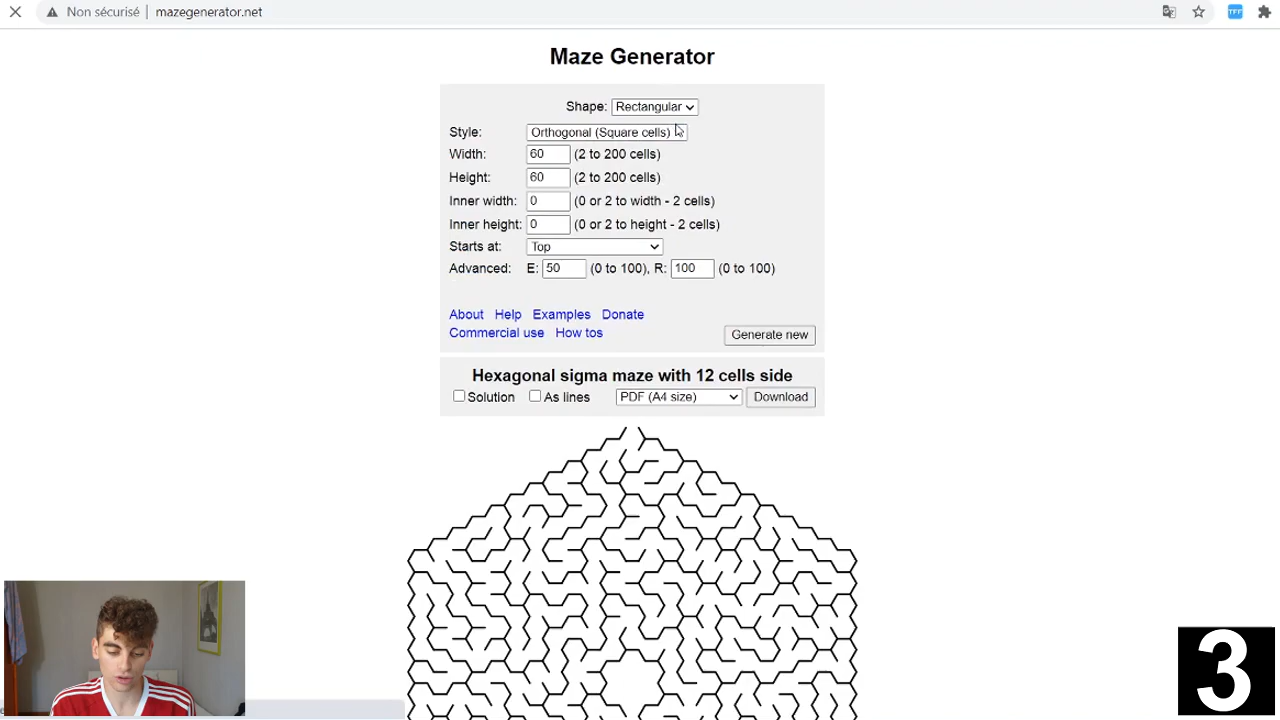 Non sécurisé | mazegenerator.net
TFF
Maze Generator
Shape: Rectangular
Style: Orthogonal (Square cells)
Width: 60 (2 to 200 cells)
Height: 60 (2 to 200 cells)
Inner width: 0 (0 or 2 to width - 2 cells)
Inner height: 0 (0 or 2 to height - 2 cells)
Starts at: Top
Advanced: E: 50 (0 to 100), R: 100 (0 to 100)
About Help Examples Donate
Commercial use How tos Generate new
Hexagonal sigma maze with 12 cells side
Solution As lines PDF (A4 size) Download
3